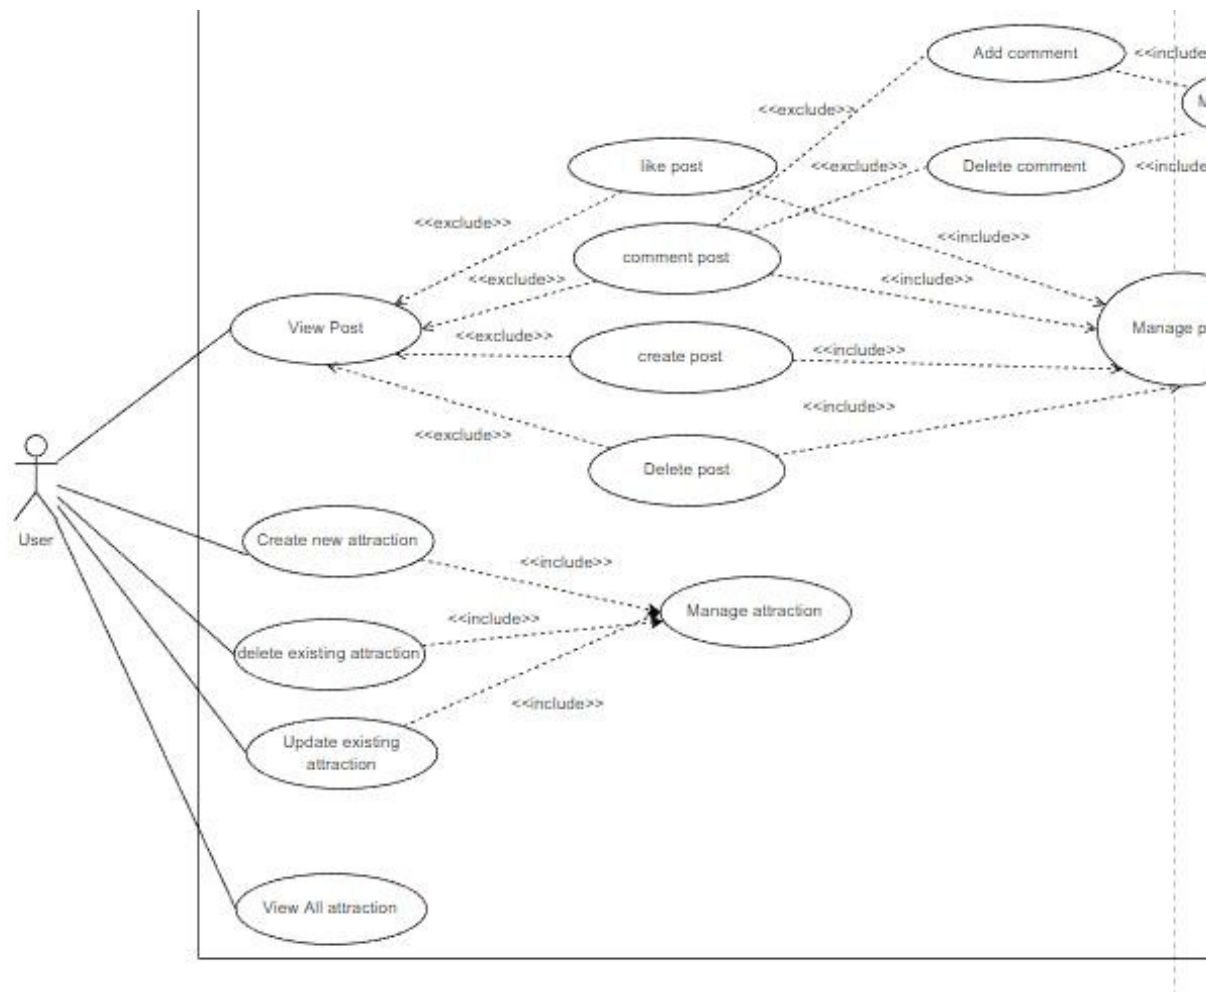 Add comment
<<include
<<exclude>>
M
like post
<<exclude>>
Delete comment
<<include
<<exclude>>
comment post
<<include>>
<<exclude>>
<<include>>
View Post
<<exclude>>
create post
<<include>>
Manage p
<<include>>
<<exclude>>
Delete post
User
Create new attraction
<<include>>
Manage attraction
<<include>>
delete existing attraction
<<include>>
Update existing
attraction
View All attraction